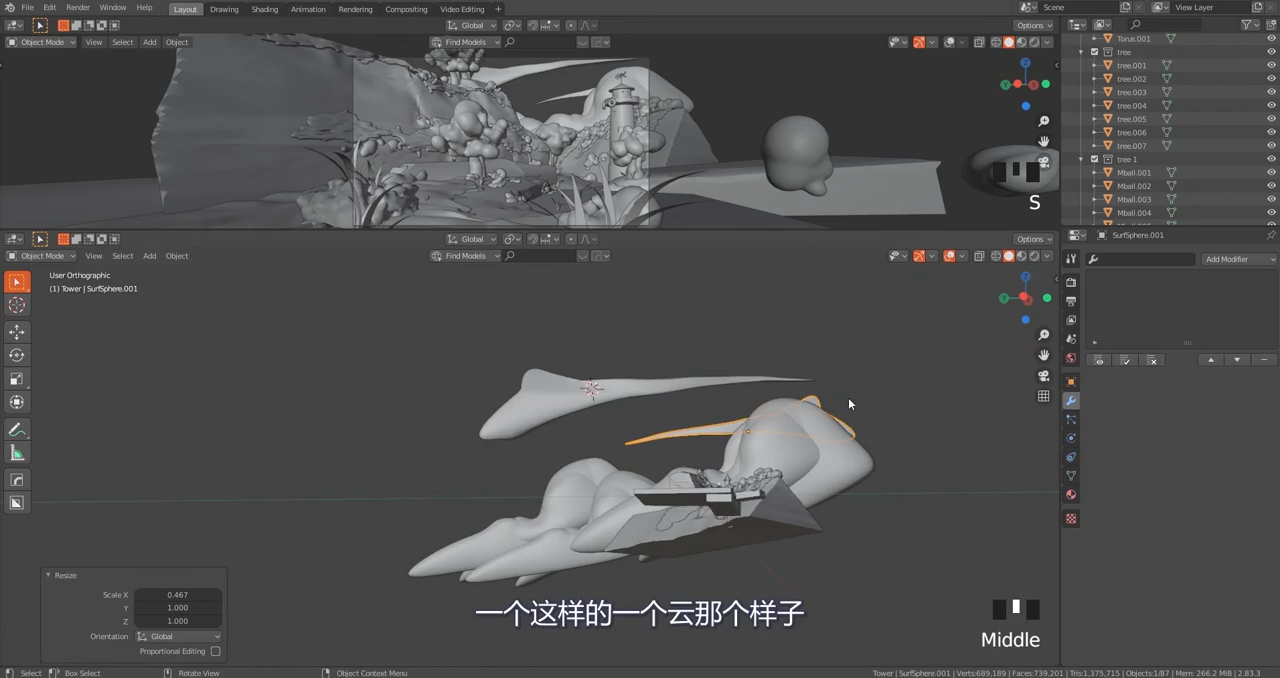 File Edit Render Window Help Layout Drawing Shading Animation Rendering Compositing Video Editing + Scene View Layer
Global Options
Object Mode View Select Add Object Find Models
Torus.001
tree
tree.001
tree.002
tree.003
tree.004
tree.005
tree.006
tree.007
tree 1
Mball.001
Mball.002
Mball.003
Mball.004
S
Global Options
SurfSphere.001
Object Mode View Select Add Object Find Models
Add Modifier
User Orthographic
(1) Tower | SurfSphere.001
Resize
Scale X 0.467
Y 1.000
Z 1.000
Orientation Global
Proportional Editing
一个这样的一个云那个样子
Middle
Select Box Select Rotate View Object Context Menu Tower | SurfSphere.001 | Verts:689,189 | Faces:739,201 | Tris:1,375,715 | Objects:1/87 | Mem: 266.2 MiB | 2.83.3